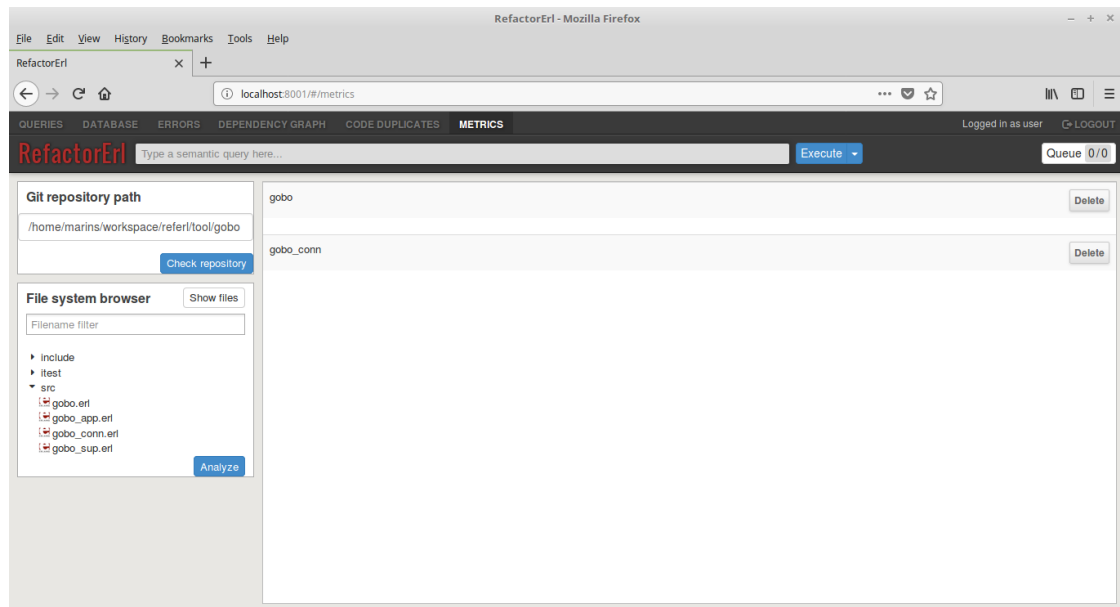 RefactorErl - Mozilla Firefox
File Edit View History Bookmarks Tools Help
RefactorErl
localhost:8001/#/metrics
QUERIES DATABASE ERRORS DEPENDENCY GRAPH CODE DUPLICATES METRICS Logged in as user LOGOUT
RefactorErl Type a semantic query here... Execute Queue 0/0
Git repository path
/home/marins/workspace/referl/tool/gobo
Check repository
File system browser Show files
Filename filter
include
itest
src
gobo.erl
gobo_app.erl
gobo_conn.erl
gobo_sup.erl
Analyze
gobo Delete
gobo_conn Delete